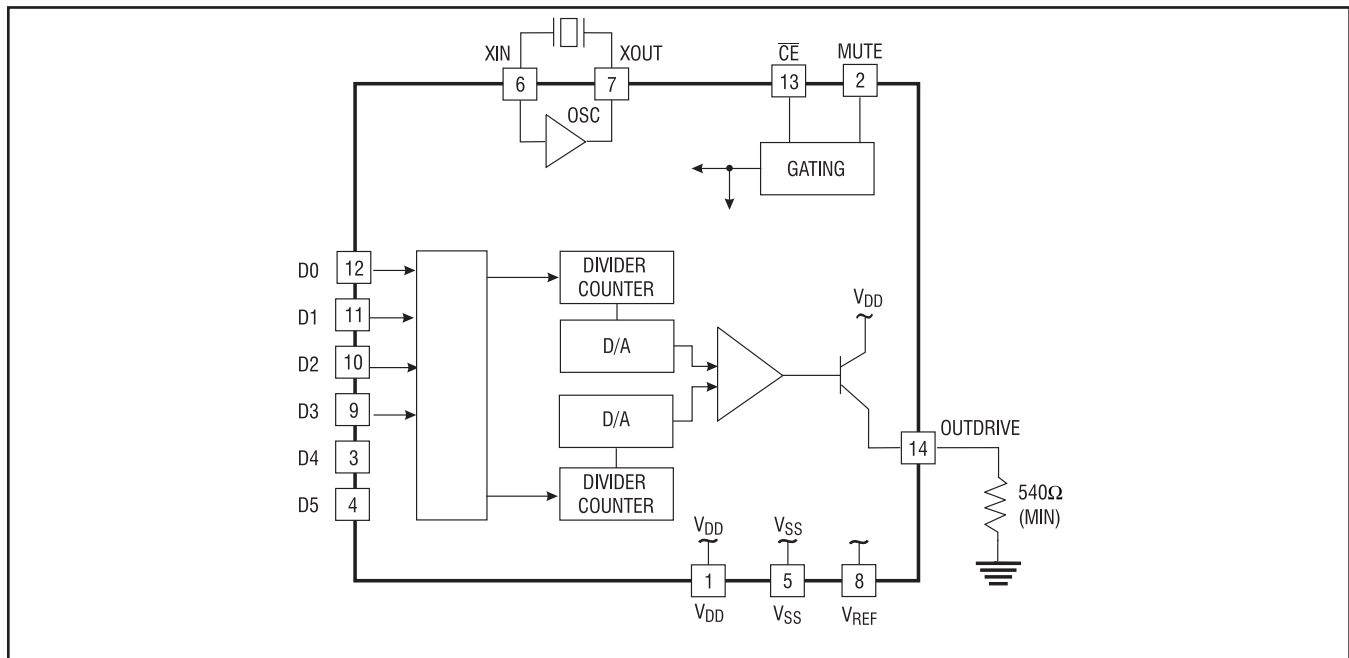 XIN
XOUT
6
7
OSC
C̅E̅
MUTE
13
2
GATING
D0
12
D1
11
D2
10
D3
9
D4
3
D5
4
DIVIDER
COUNTER
D/A
D/A
DIVIDER
COUNTER
VDD
OUTDRIVE
14
540Ω
(MIN)
VDD
VSS
1
5
8
VDD
VSS
VREF